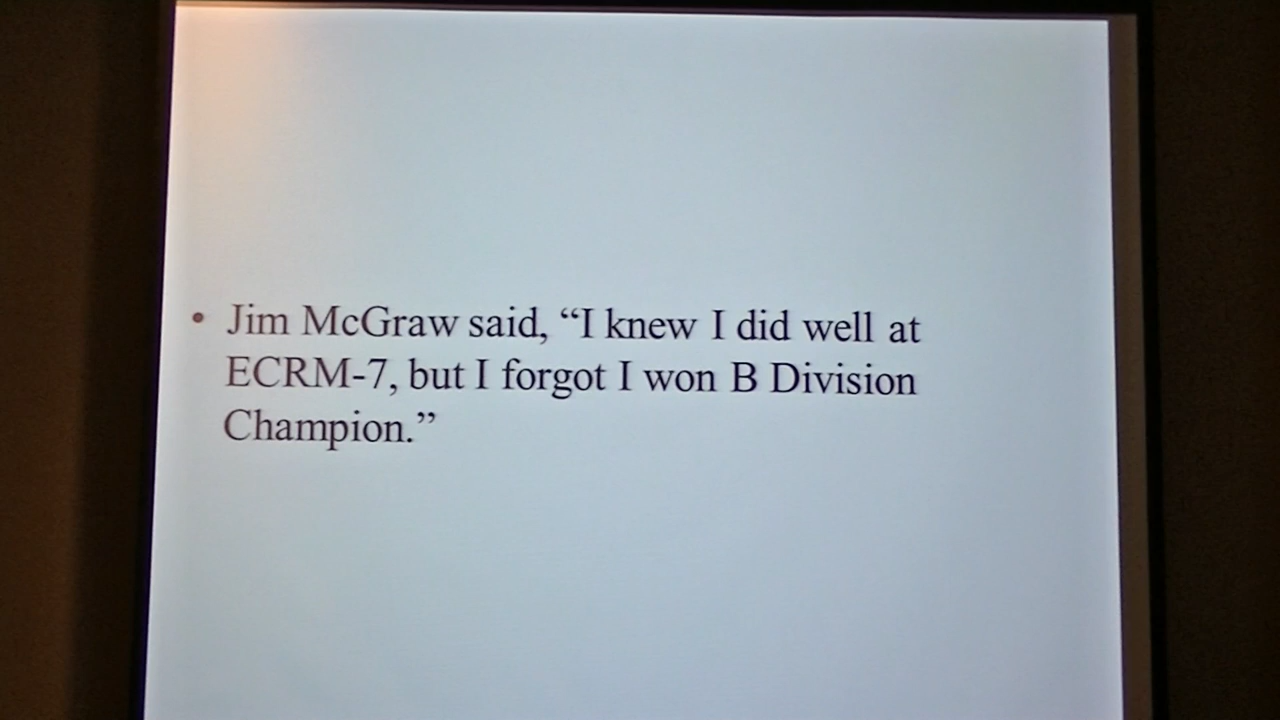 • Jim McGraw said, “I knew I did well at
ECRM-7, but I forgot I won B Division
Champion.”